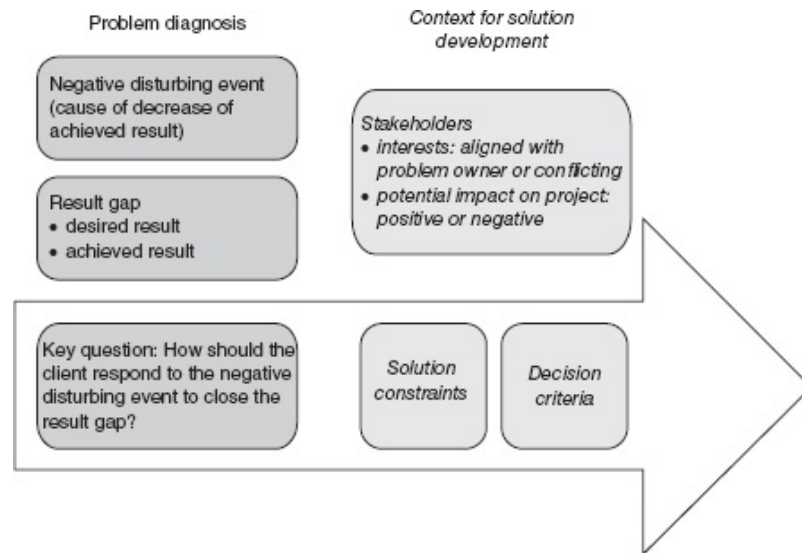 Problem diagnosis
Negative disturbing event
(cause of decrease of
achieved result)
Result gap
• desired result
• achieved result
Key question: How should the
client respond to the negative
disturbing event to close the
result gap?
Context for solution
development
Stakeholders
• interests: aligned with
problem owner or conflicting
• potential impact on project:
positive or negative
Solution
constraints
Decision
criteria